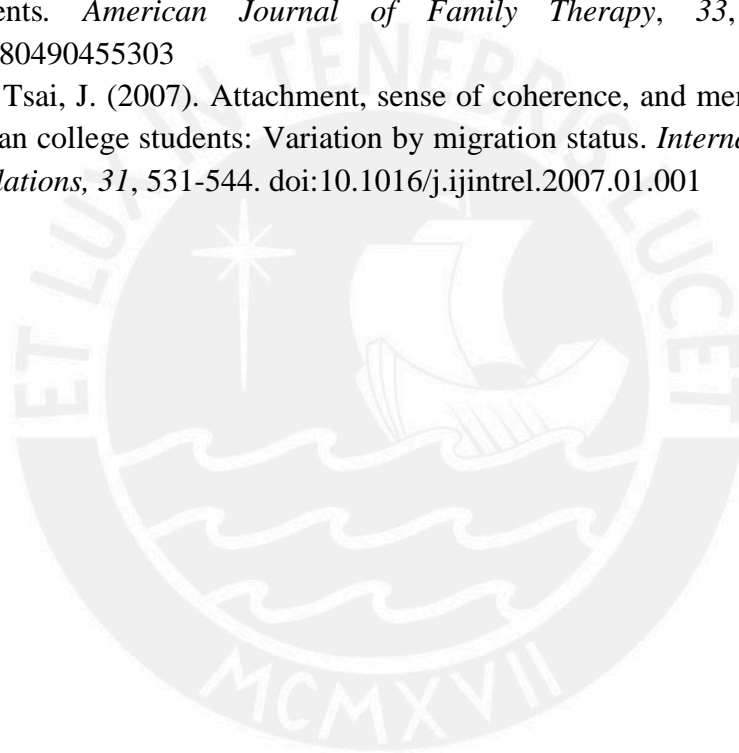 ents. American Journal of Family Therapy, 33,
80490455303
Tsai, J. (2007). Attachment, sense of coherence, and mer
an college students: Variation by migration status. Interna
lations, 31, 531-544. doi:10.1016/j.ijintrel.2007.01.001
ET LUX IN TENEBRIS LUCET
MCMXVII